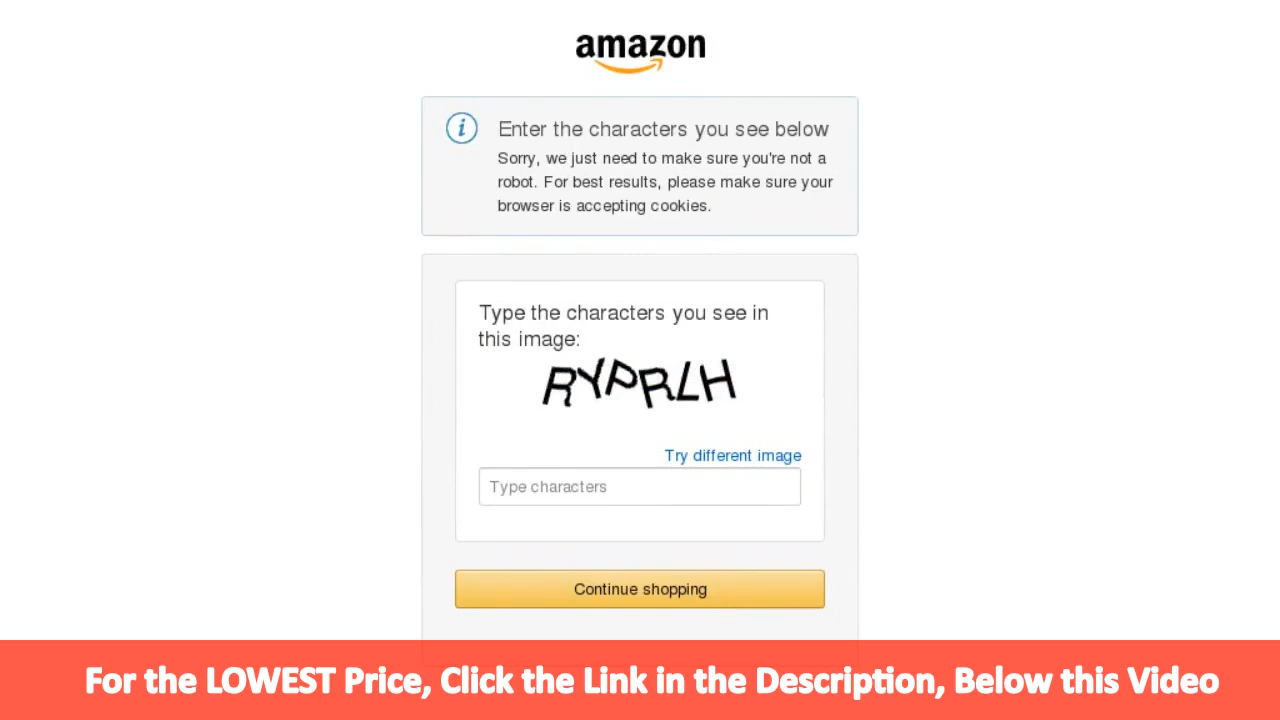 amazon
Enter the characters you see below
Sorry, we just need to make sure you're not a
robot. For best results, please make sure your
browser is accepting cookies.
Type the characters you see in
this image:
RYPRLH
Try different image
Type characters
Continue shopping
For the LOWEST Price, Click the Link in the Description, Below this Video